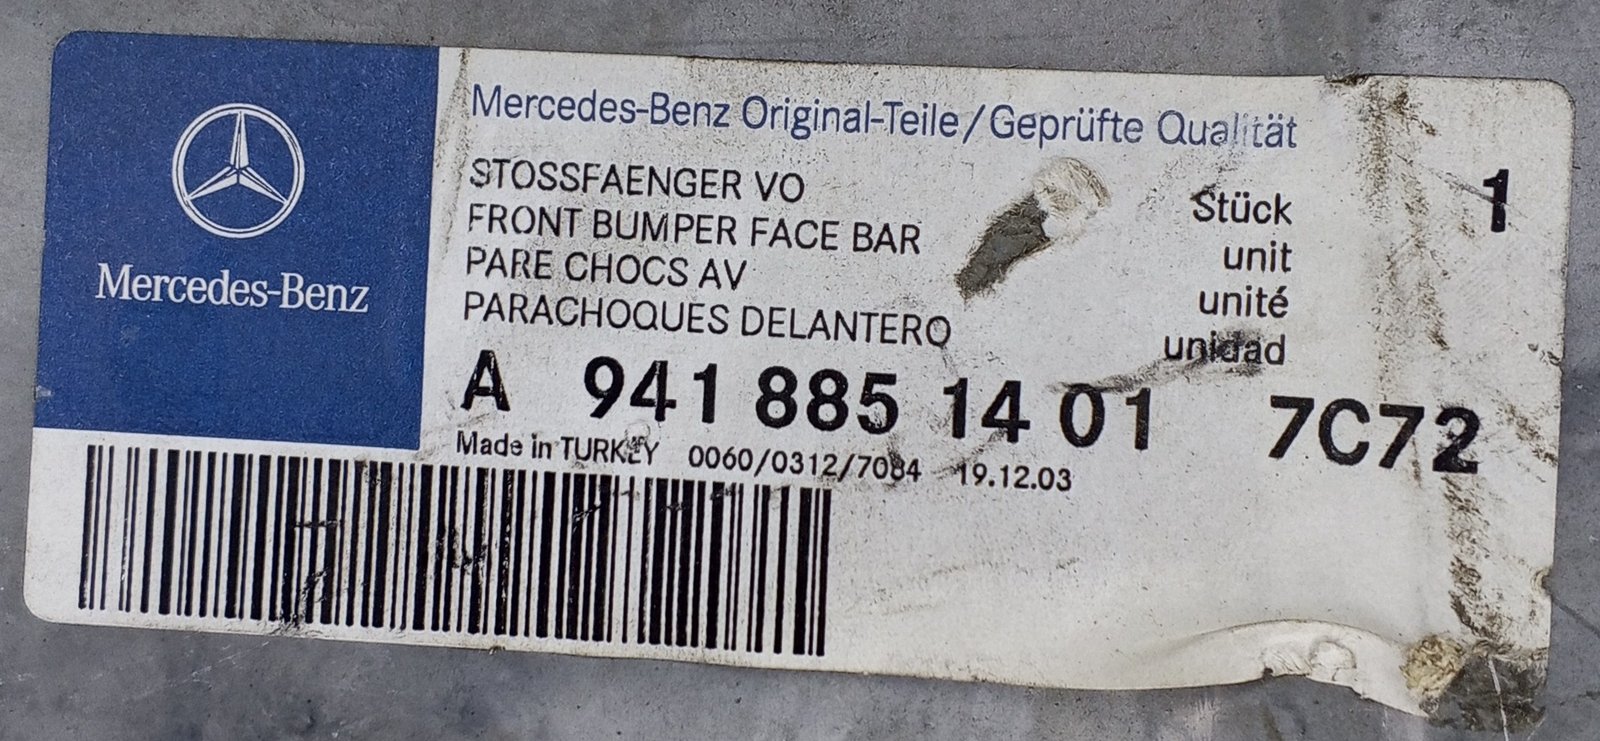 Mercedes-Benz
Mercedes-Benz Original-Teile/Geprüfte Qualität
STOSSFAENGER VO
FRONT BUMPER FACE BAR
PARE CHOCS AV
PARACHOQUES DELANTERO
Stück 1
unit
unité
unidad
A 941 885 14 01 7C72
Made in TURKEY 0060/0312/7084 19.12.03